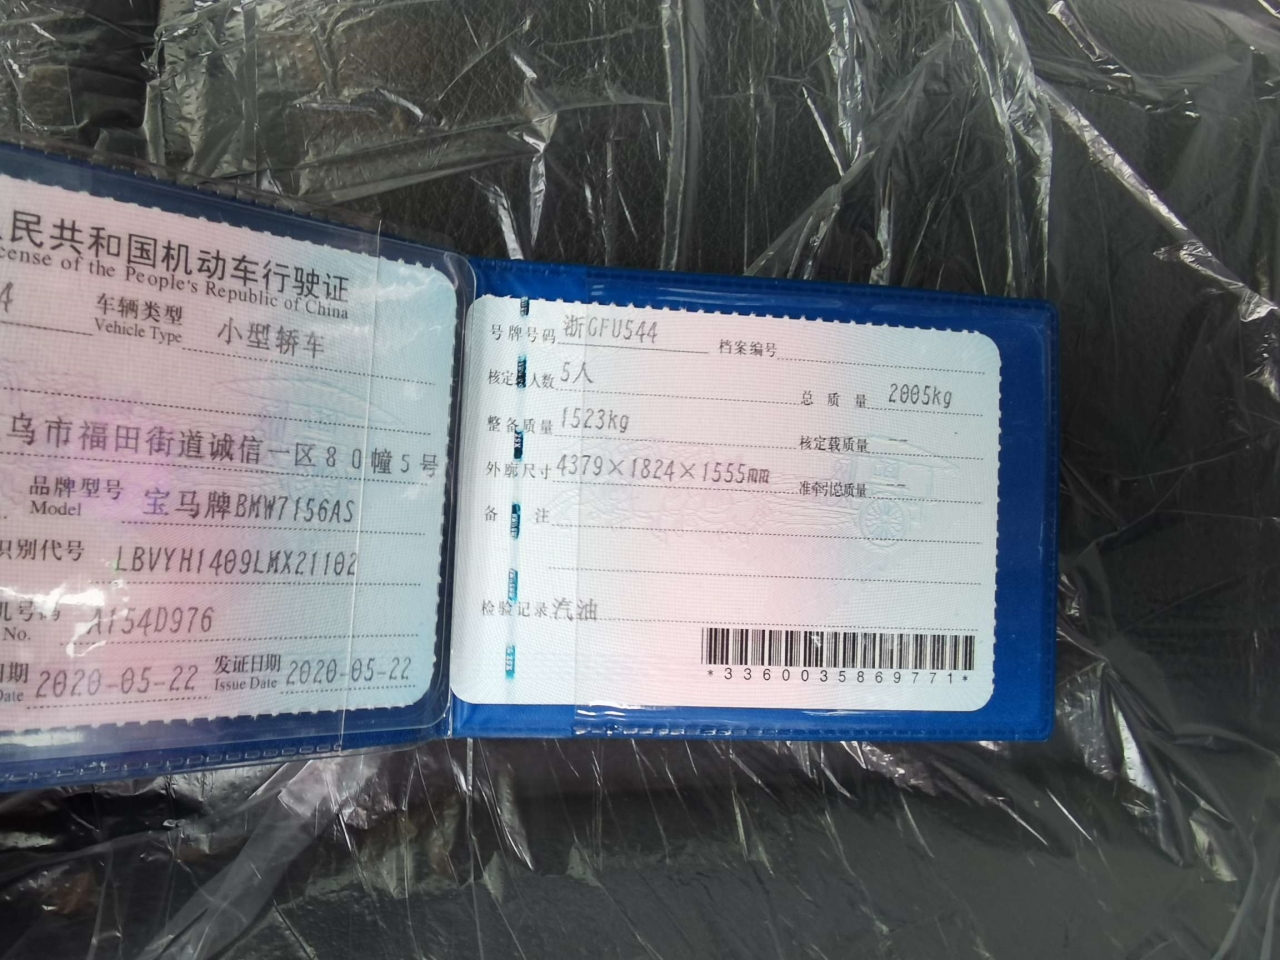 民共和国机动车行驶证
cense of the People's Republic of China
4 车辆类型 小型轿车
Vehicle Type
乌市福田街道诚信一区80幢5号
品牌型号 宝马牌BMW7156AS
Model
识别代号 LBVYH1409LMX21102
机号码 A154D976
No.
日期 2020-05-22 发证日期 2020-05-22
Date Issue Date
号牌号码 浙GFU544 档案编号
核定人数 5人 总质量 2005kg
整备质量 1523kg 核定载质量 --
外廓尺寸 4379×1824×1555mm 准牵引总质量 --
备注
检验记录 汽油
*3360035869771*